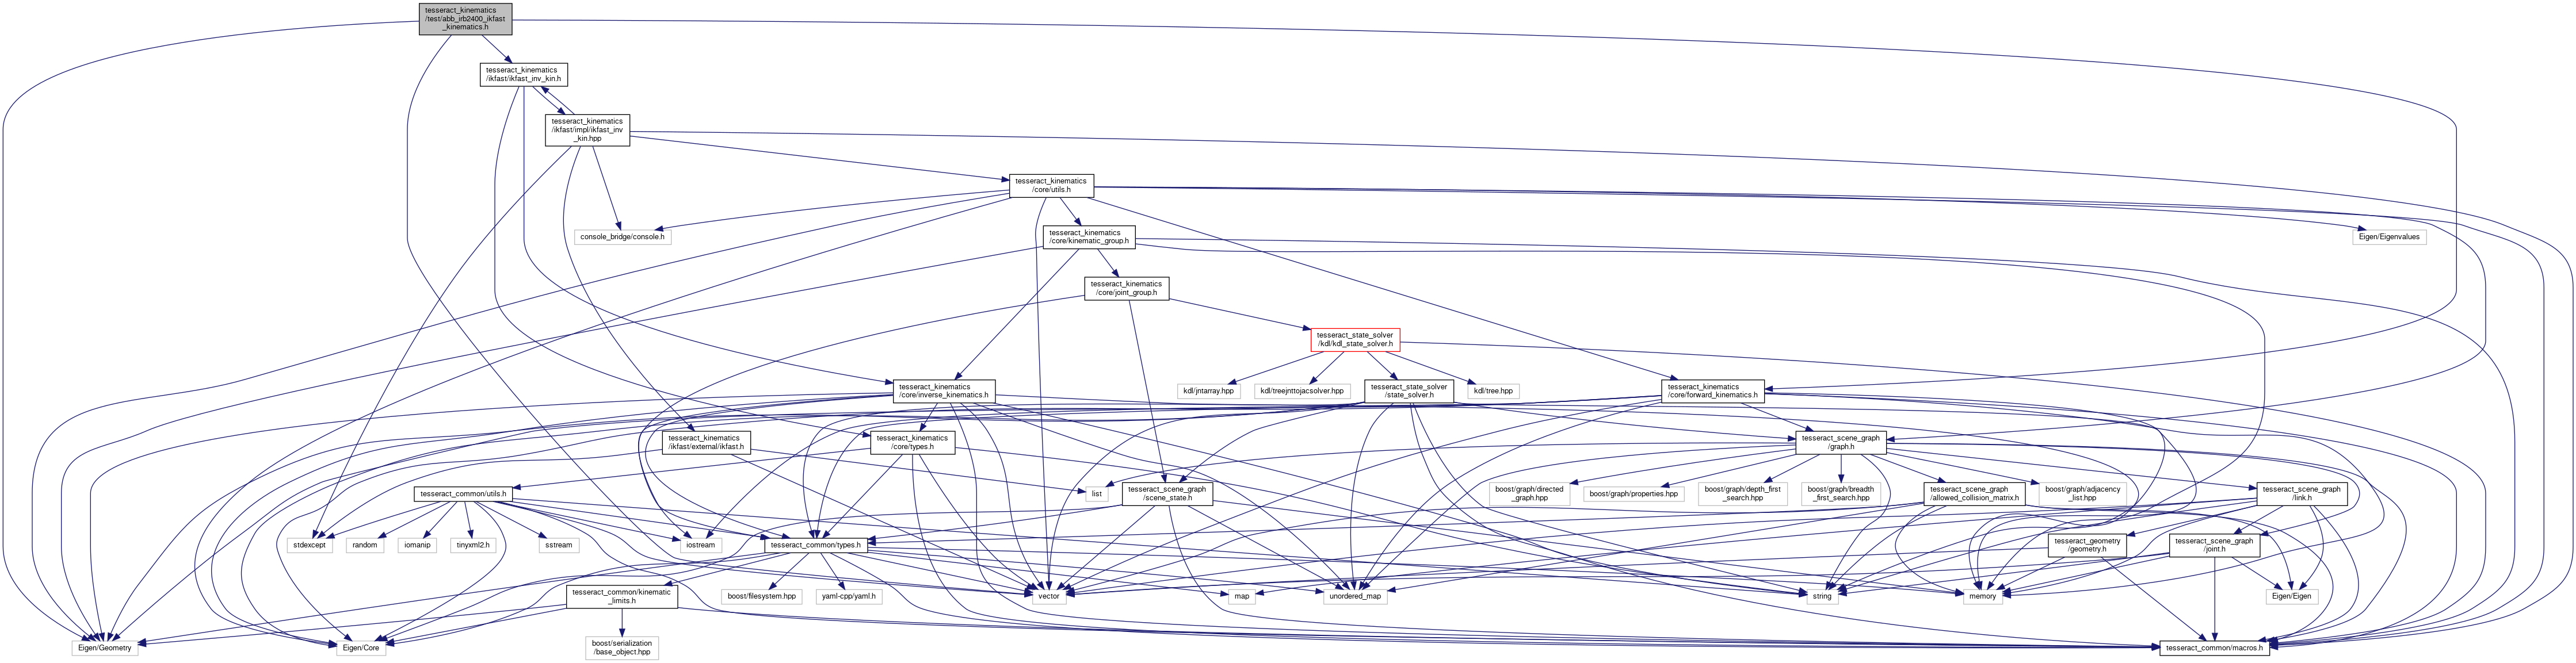 tesseract_kinematics
/test/abb_irb2400_ikfast
_kinematics.h
tesseract_kinematics
/ikfast/ikfast_inv_kin.h
tesseract_kinematics
/ikfast/impl/ikfast_inv
_kin.hpp
tesseract_kinematics
/core/utils.h
console_bridge/console.h
tesseract_kinematics
/core/kinematic_group.h
Eigen/Eigenvalues
tesseract_kinematics
/core/joint_group.h
tesseract_state_solver
/kdl/kdl_state_solver.h
tesseract_kinematics
/core/inverse_kinematics.h
kdl/jntarray.hpp
kdl/treejnttojacsolver.hpp
tesseract_state_solver
/state_solver.h
kdl/tree.hpp
tesseract_kinematics
/core/forward_kinematics.h
tesseract_kinematics
/ikfast/external/ikfast.h
tesseract_kinematics
/core/types.h
tesseract_scene_graph
/graph.h
tesseract_common/utils.h
list
tesseract_scene_graph
/scene_state.h
boost/graph/directed
_graph.hpp
boost/graph/properties.hpp
boost/graph/depth_first
_search.hpp
boost/graph/breadth
_first_search.hpp
tesseract_scene_graph
/allowed_collision_matrix.h
boost/graph/adjacency
_list.hpp
tesseract_scene_graph
/link.h
stdexcept
random
iomanip
tinyxml2.h
sstream
iostream
tesseract_common/types.h
tesseract_geometry
/geometry.h
tesseract_scene_graph
/joint.h
tesseract_common/kinematic
_limits.h
boost/filesystem.hpp
yaml-cpp/yaml.h
vector
map
unordered_map
string
memory
Eigen/Eigen
Eigen/Geometry
Eigen/Core
boost/serialization
/base_object.hpp
tesseract_common/macros.h